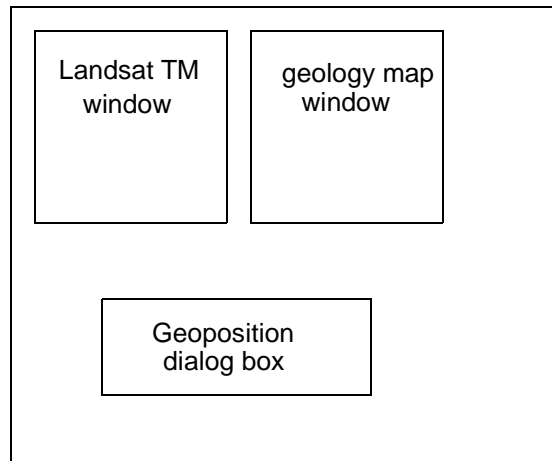 Landsat TM
window
geology map
window
Geoposition
dialog box